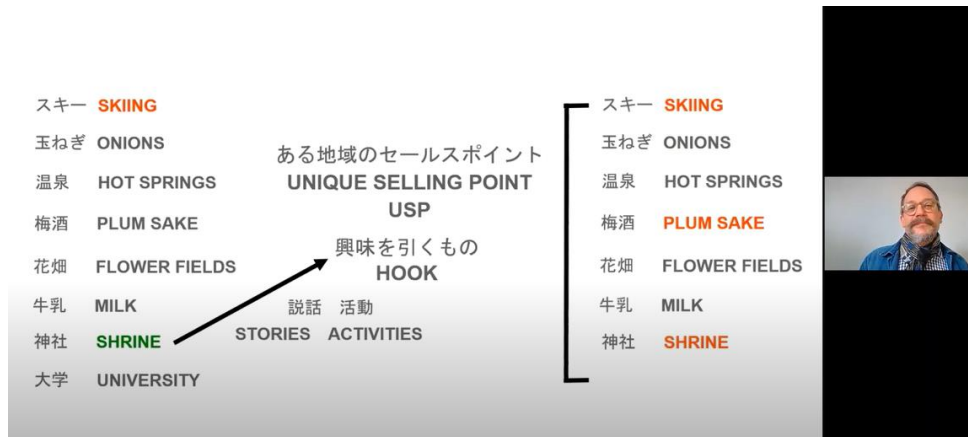 スキー SKIING
玉ねぎ ONIONS
温泉 HOT SPRINGS
梅酒 PLUM SAKE
花畑 FLOWER FIELDS
牛乳 MILK
神社 SHRINE
大学 UNIVERSITY
ある地域のセールスポイント
UNIQUE SELLING POINT
USP
興味を引くもの
HOOK
説話 活動
STORIES ACTIVITIES
スキー SKIING
玉ねぎ ONIONS
温泉 HOT SPRINGS
梅酒 PLUM SAKE
花畑 FLOWER FIELDS
牛乳 MILK
神社 SHRINE